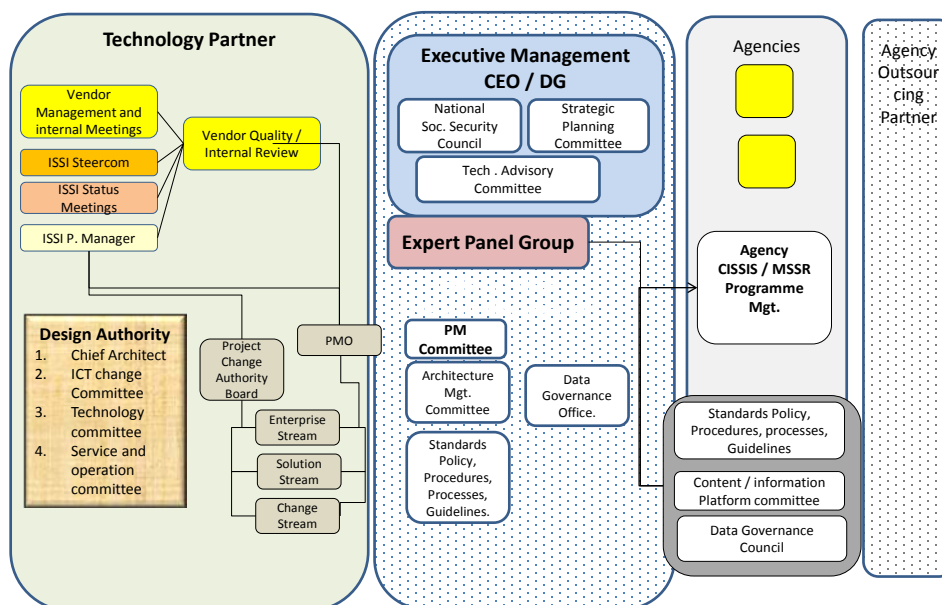 Technology Partner
Vendor
Management and
internal Meetings
Vendor Quality /
Internal Review
ISSI Steercom
ISSI Status
Meetings
ISSI P. Manager
Design Authority
1. Chief Architect
2. ICT change
Committee
3. Technology
committee
4. Service and
operation
committee
Project
Change
Authority
Board
PMO
Enterprise
Stream
Solution
Stream
Change
Stream
Executive Management
CEO / DG
National
Soc. Security
Council
Strategic
Planning
Committee
Tech . Advisory
Committee
Expert Panel Group
PM
Committee
Architecture
Mgt.
Committee
Data
Governance
Office.
Standards
Policy,
Procedures,
Processes,
Guidelines.
Agencies
Agency
CISSIS / MSSR
Programme
Mgt.
Standards Policy,
Procedures, processes,
Guidelines
Content / information
Platform committee
Data Governance
Council
Agency
Outsour
cing
Partner